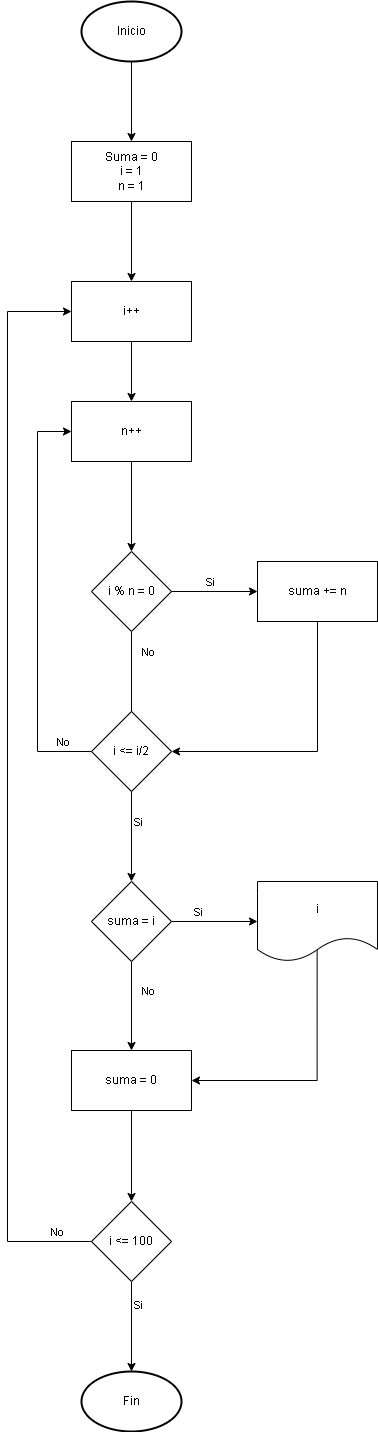 Inicio
Suma = 0
i = 1
n = 1
i++
n++
i % n = 0
Si
suma += n
No
i <= i/2
No
Si
suma = i
Si
i
No
suma = 0
i <= 100
No
Si
Fin